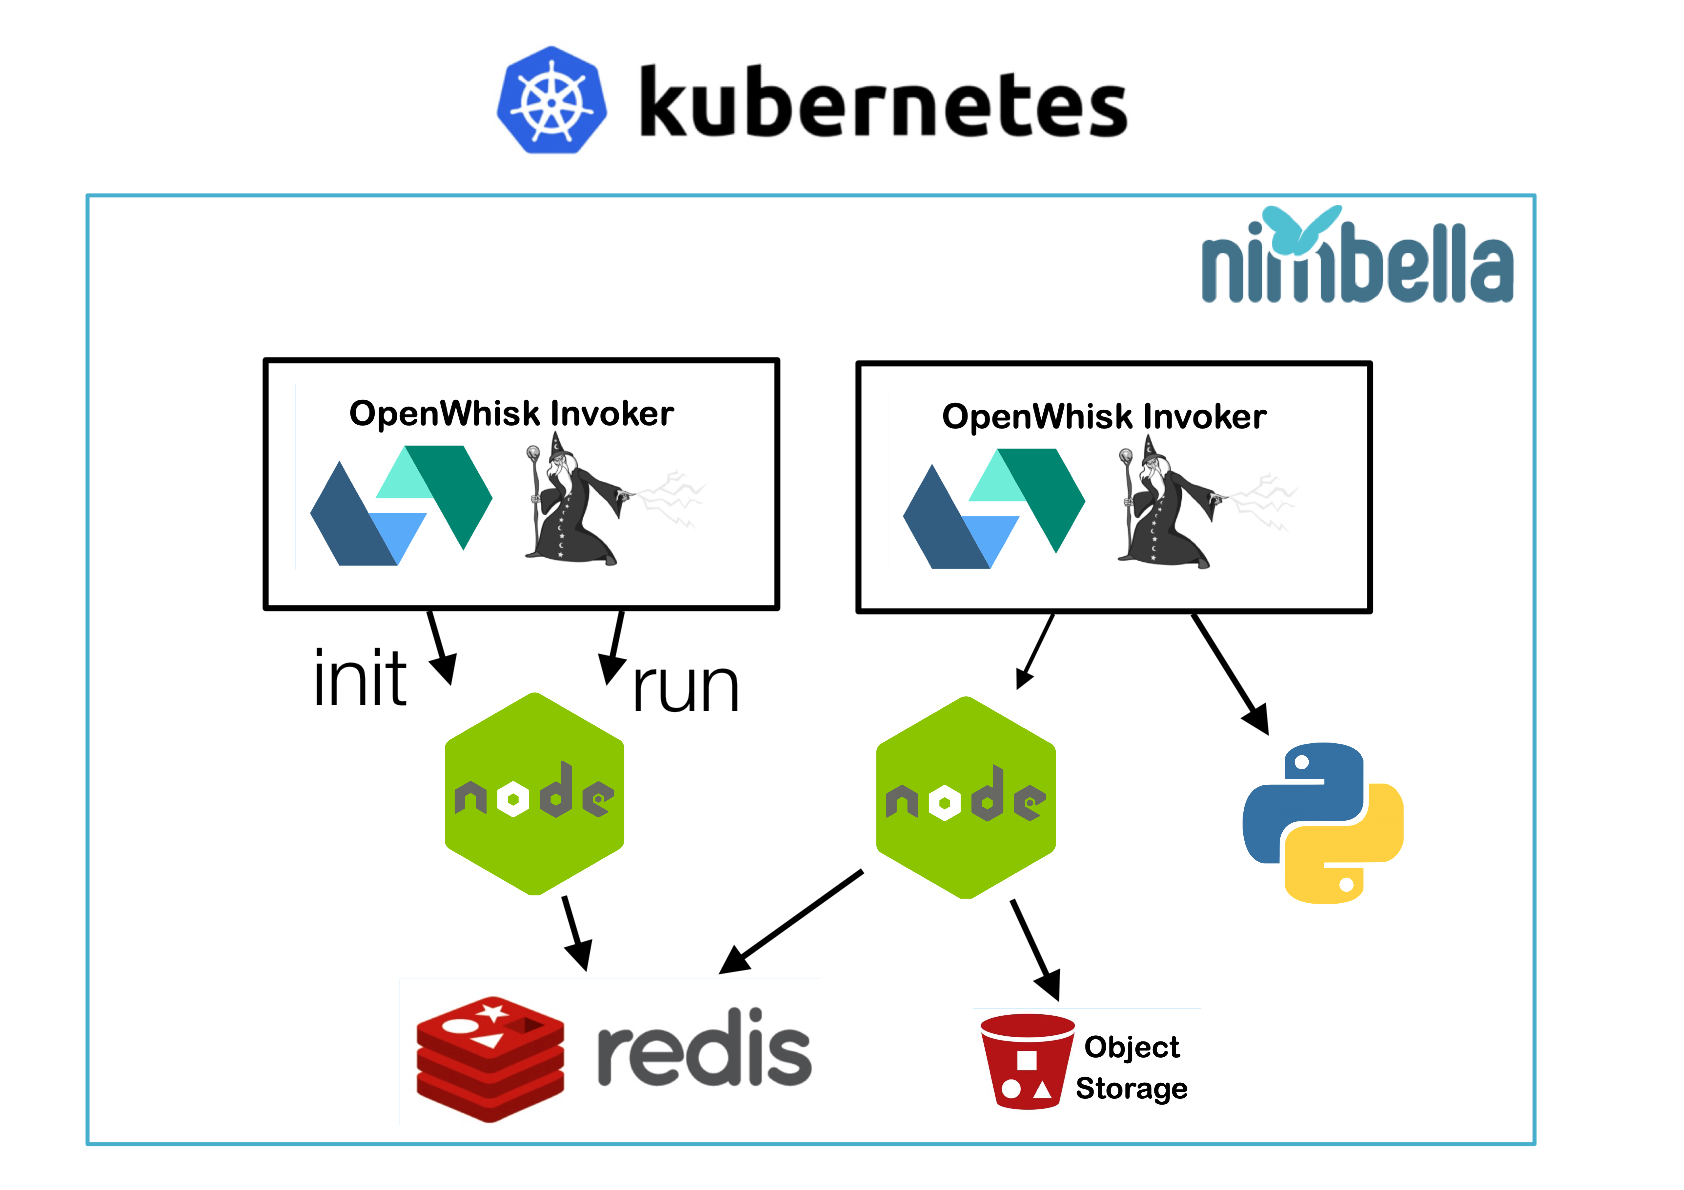 kubernetes
nimbella
OpenWhisk Invoker
OpenWhisk Invoker
init
run
node
node
redis
Object
Storage